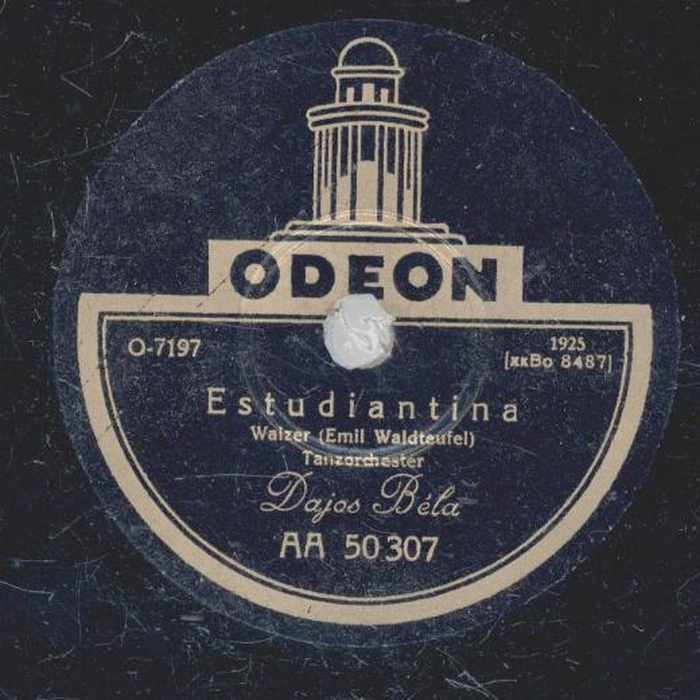 ODEON
O-7197
1925
[xxBo 8487]
Estudiantina
Walzer (Emil Waldteufel)
Tanzorchester
Dajos Béla
AA 50307